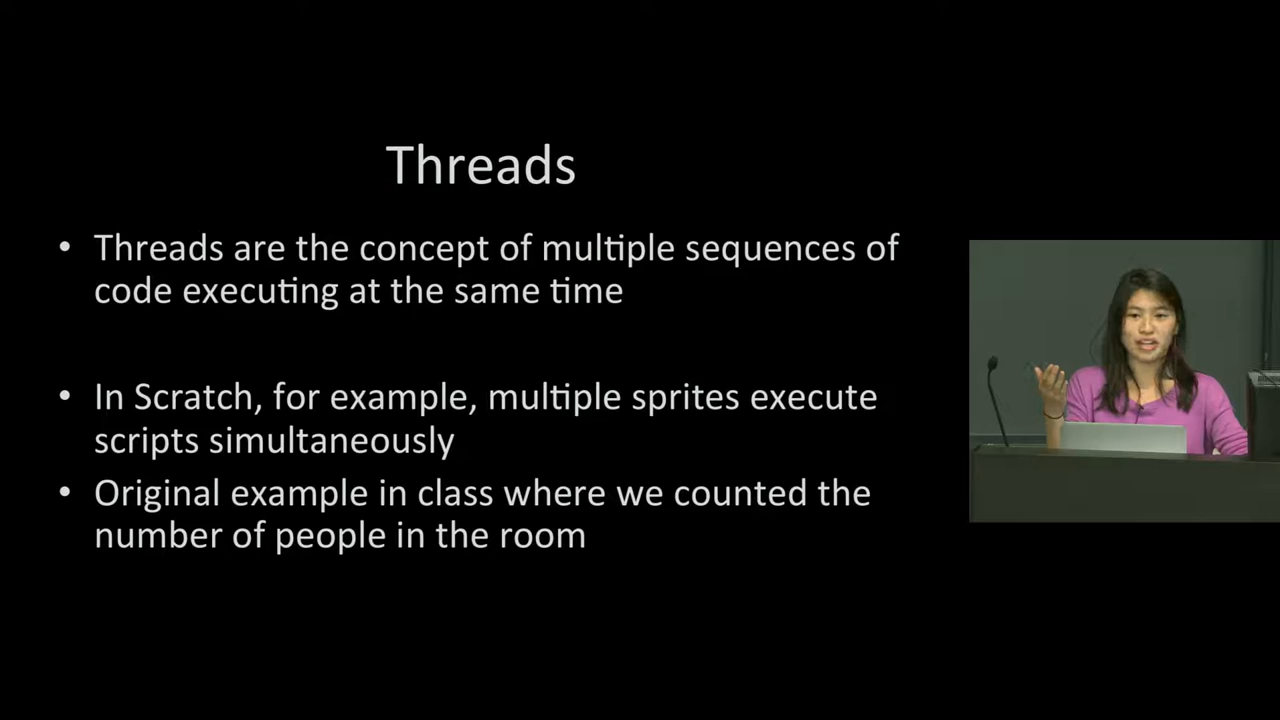 Threads
• Threads are the concept of multiple sequences of
code executing at the same time
• In Scratch, for example, multiple sprites execute
scripts simultaneously
• Original example in class where we counted the
number of people in the room